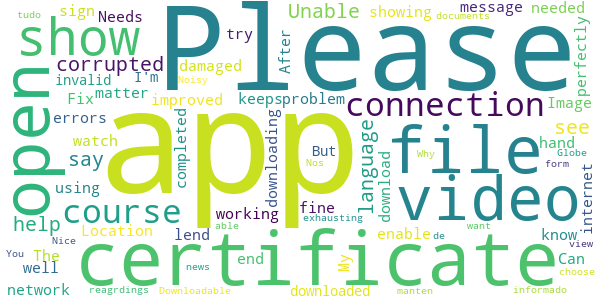 sign Needs Unable showing message needed documents
tudo
show Please
try After
corrupted damaged
invalid I'm Noisy
Fix matter improved keeps problem connection Image perfectly
open app
errors
watch completed downloading But language file see
say Nos download hand Why Globe
using video form internet
course working fine exhausting
help Location lend able enable de want know
certificate
Nice You The well end My Can view
news
network reagrdings Downloadable downloaded manten informado choose